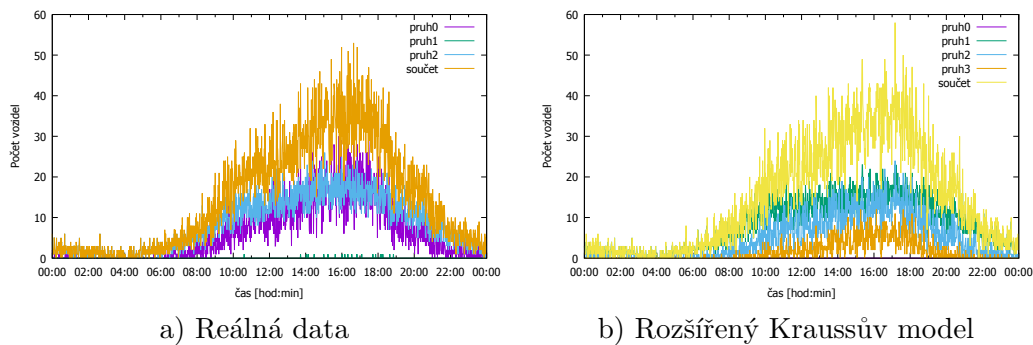 60
50
40
30
20
10
0
Počet vozidel
00:00 02:00 04:00 06:00 08:00 10:00 12:00 14:00 16:00 18:00 20:00 22:00 00:00
čas [hod:min]
pruh0
pruh1
pruh2
součet
a) Reálná data
60
50
40
30
20
10
0
Počet vozidel
00:00 02:00 04:00 06:00 08:00 10:00 12:00 14:00 16:00 18:00 20:00 22:00 00:00
čas [hod:min]
pruh0
pruh1
pruh2
pruh3
součet
b) Rozšířený Kraussův model